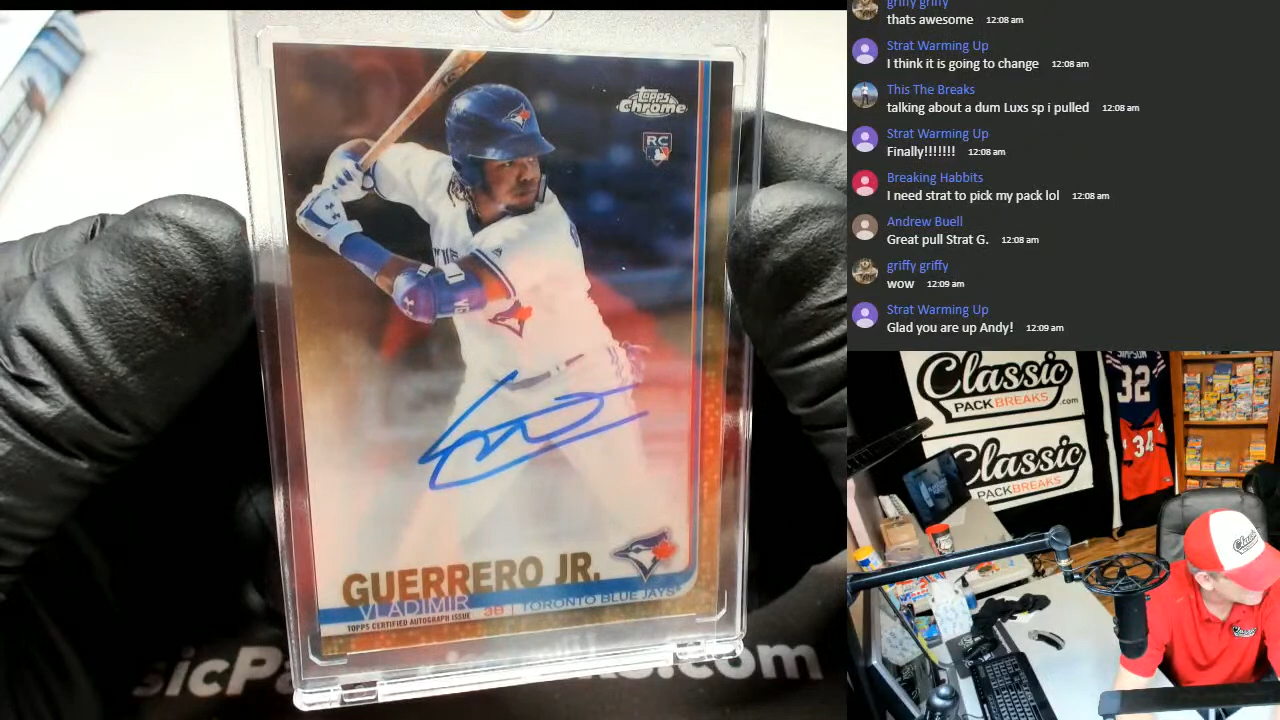 topps
Chrome
RC
GUERRERO JR.
VLADIMIR 3B | TORONTO BLUE JAYS
TOPPS CERTIFIED AUTOGRAPH ISSUE
.com
griffy griffy
thats awesome 12:08 am
Strat Warming Up
I think it is going to change 12:08 am
This The Breaks
talking about a dum Luxs sp i pulled 12:08 am
Strat Warming Up
Finally!!!!!!! 12:08 am
Breaking Habbits
I need strat to pick my pack lol 12:08 am
Andrew Buell
Great pull Strat G. 12:08 am
griffy griffy
wow 12:09 am
Strat Warming Up
Glad you are up Andy! 12:09 am
Classic
PACKBREAKS.com
Classic
PACKBREAKS
SIMPSON
32
34
Classic